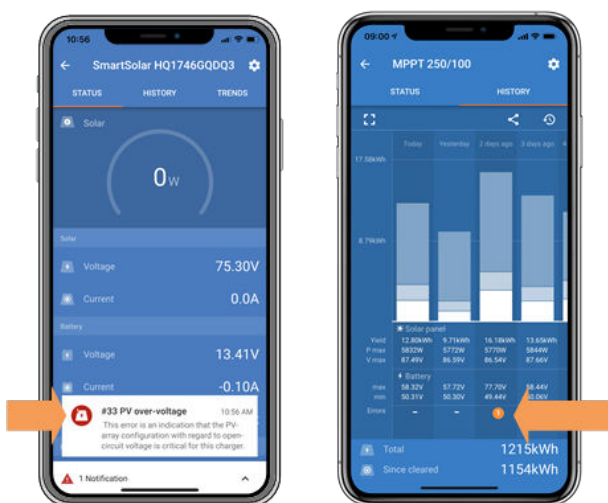 10:56
SmartSolar HQ1746GQDQ3
STATUS HISTORY TRENDS
Solar
0W
Solar
Voltage 75.30V
Current 0.0A
Battery
Voltage 13.41V
Current -0.10A
#33 PV over-voltage 10:56 AM
This error is an indication that the PV-
array configuration with regard to open-
circuit voltage is critical for this charger.
1 Notification
09:00
MPPT 250/100
STATUS HISTORY
Today Yesterday 2 days ago 3 days ago
17.58kWh
8.79kWh
Solar panel
Yield 12.80kWh 9.71kWh 16.18kWh 13.65kWh
P max 5832W 5772W 5770W 5844W
V max 87.49V 86.59V 86.54V 87.66V
Battery
max 58.32V 57.72V 77.70V 58.44V
min 50.31V 50.30V 49.44V
Errors – – 1
Total 1215kWh
Since cleared 1154kWh